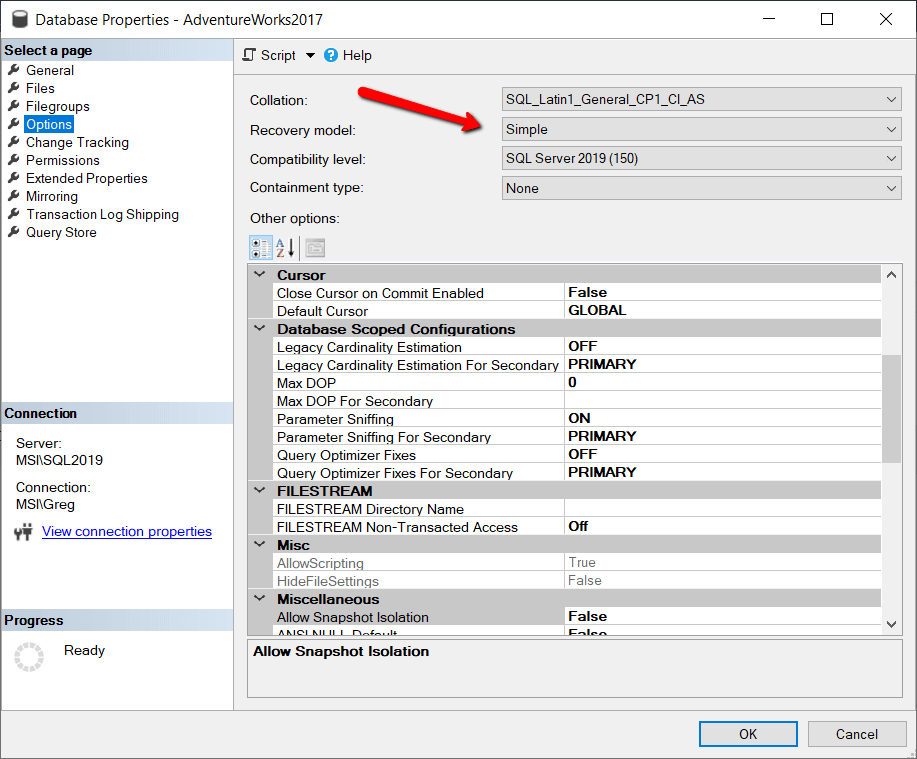 Database Properties - AdventureWorks2017
Select a page
General
Files
Filegroups
Options
Change Tracking
Permissions
Extended Properties
Mirroring
Transaction Log Shipping
Query Store
Connection
Server:
MSI\SQL2019
Connection:
MSI\Greg
View connection properties
Progress
Ready
Script Help
Collation: SQL_Latin1_General_CP1_CI_AS
Recovery model: Simple
Compatibility level: SQL Server 2019 (150)
Containment type: None
Other options:
Cursor
Close Cursor on Commit Enabled False
Default Cursor GLOBAL
Database Scoped Configurations
Legacy Cardinality Estimation OFF
Legacy Cardinality Estimation For Secondary PRIMARY
Max DOP 0
Max DOP For Secondary
Parameter Sniffing ON
Parameter Sniffing For Secondary PRIMARY
Query Optimizer Fixes OFF
Query Optimizer Fixes For Secondary PRIMARY
FILESTREAM
FILESTREAM Directory Name
FILESTREAM Non-Transacted Access Off
Misc
AllowScripting True
HideFileSettings False
Miscellaneous
Allow Snapshot Isolation False
ANSI NULL Default False
Allow Snapshot Isolation
OK Cancel